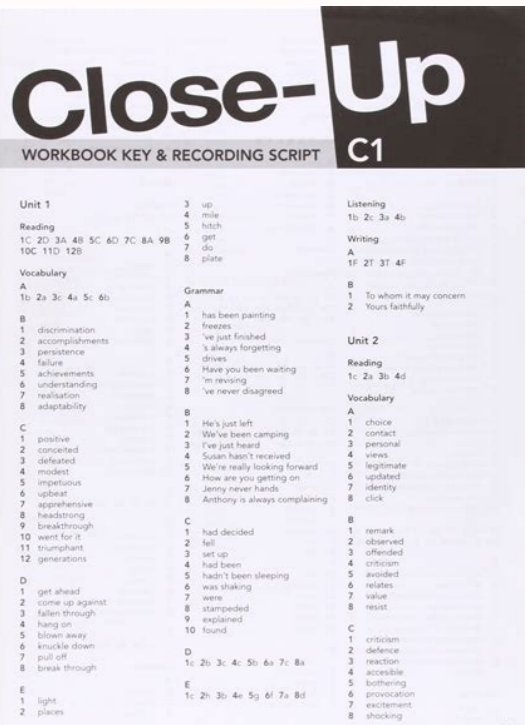 Close-Up
WORKBOOK KEY & RECORDING SCRIPT
C1
Unit 1
Reading
1C 2D 3A 4B 5C 6D 7C 8A 9B
10C 11D 12B
Vocabulary
A
1b 2a 3c 4a 5c 6b
B
1 discrimination
2 accomplishments
3 persistence
4 failure
5 achievements
6 understanding
7 realisation
8 adaptability
C
1 positive
2 conceited
3 defeated
4 modest
5 impetuous
6 upbeat
7 apprehensive
8 headstrong
9 breakthrough
10 went for it
11 triumphant
12 generations
D
1 get ahead
2 come up against
3 fallen through
4 hang on
5 blown away
6 knuckle down
7 pull off
8 break through
E
1 light
2 places
3 up
4 mile
5 hitch
6 get
7 do
8 plate
Grammar
A
1 has been painting
2 freezes
3 've just finished
4 's always forgetting
5 drives
6 Have you been waiting
7 'm revising
8 've never disagreed
B
1 He's just left
2 We've been camping
3 I've just heard
4 Susan hasn't received
5 We're really looking forward
6 How are you getting on
7 Jenny never hands
8 Anthony is always complaining
C
1 had decided
2 fell
3 set up
4 had been
5 hadn't been sleeping
6 was shaking
7 were
8 stampeded
9 explained
10 found
D
1c 2b 3c 4c 5b 6a 7c 8a
E
1c 2h 3b 4e 5g 6f 7a 8d
Listening
1b 2c 3a 4b
Writing
A
1F 2T 3T 4F
B
1 To whom it may concern
2 Yours faithfully
Unit 2
Reading
1c 2a 3b 4d
Vocabulary
A
1 choice
2 contact
3 personal
4 views
5 legitimate
6 updated
7 identity
8 click
B
1 remark
2 observed
3 offended
4 criticism
5 avoided
6 relates
7 value
8 resist
C
1 criticism
2 defence
3 reaction
4 accesible
5 bothering
6 provocation
7 excitement
8 shocking